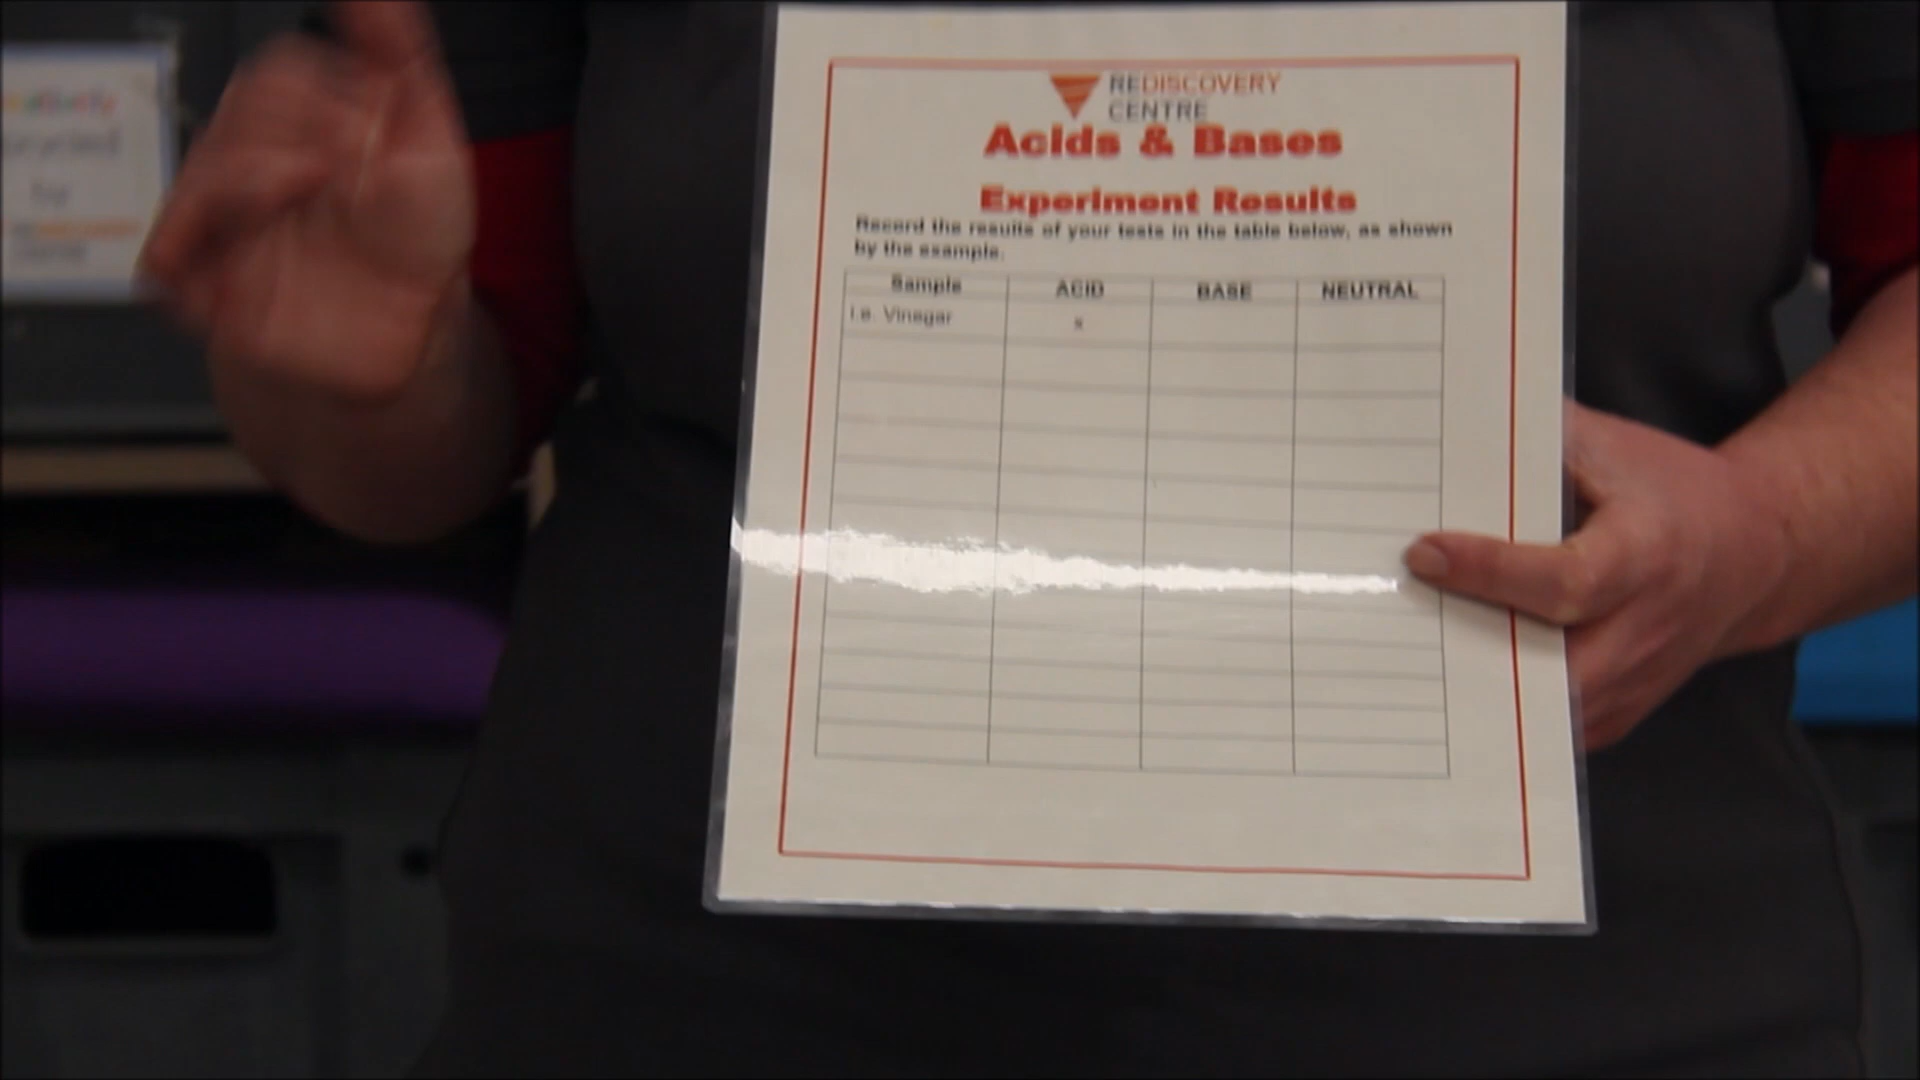 REDISCOVERY
CENTRE
Acids & Bases
Experiment Results
Record the results of your tests in the table below, as shown
by the example.
Sample ACID BASE NEUTRAL
i.e. Vinegar x